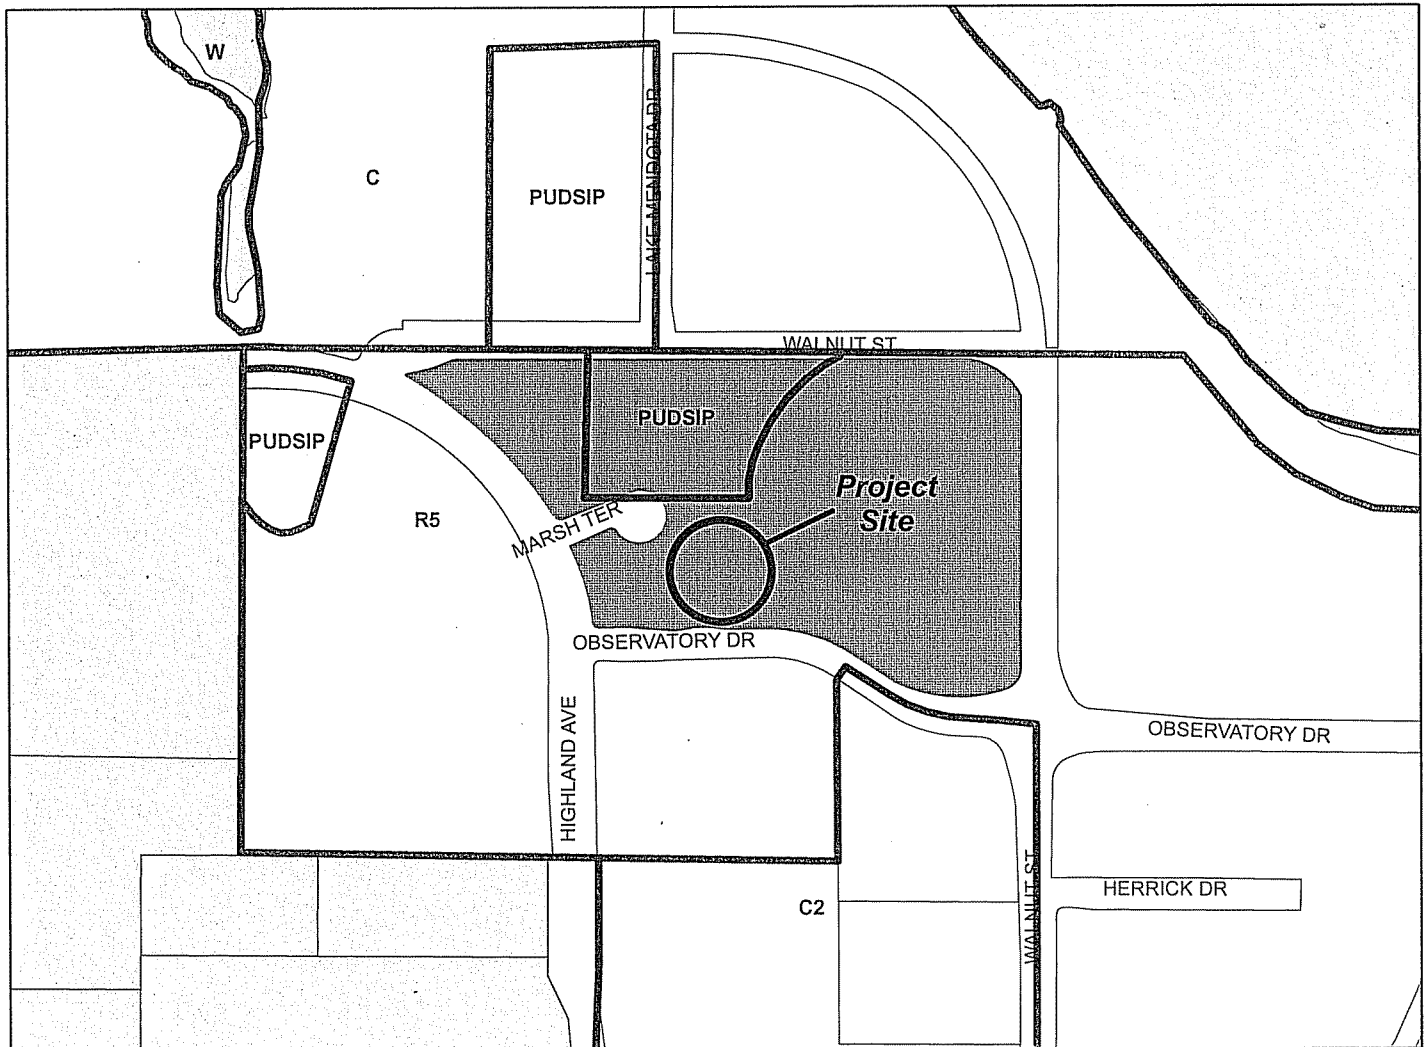 W
C
PUDSIP
LAKE MENDOTA DR
WALNUT ST
PUDSIP
PUDSIP
Project
Site
R5
MARSH TER
OBSERVATORY DR
HIGHLAND AVE
OBSERVATORY DR
WALNUT ST
HERRICK DR
C2